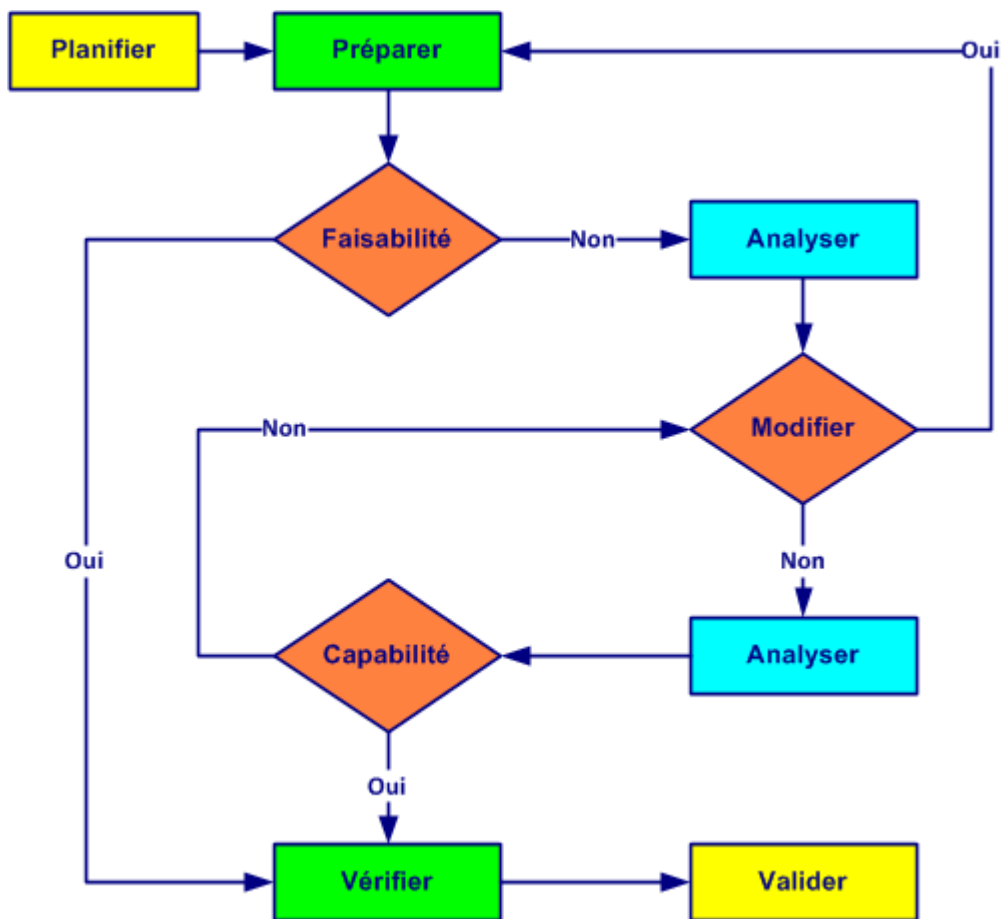 Planifier
Préparer
Oui
Faisabilité
Non
Analyser
Non
Modifier
Oui
Non
Capabilité
Analyser
Oui
Vérifier
Valider